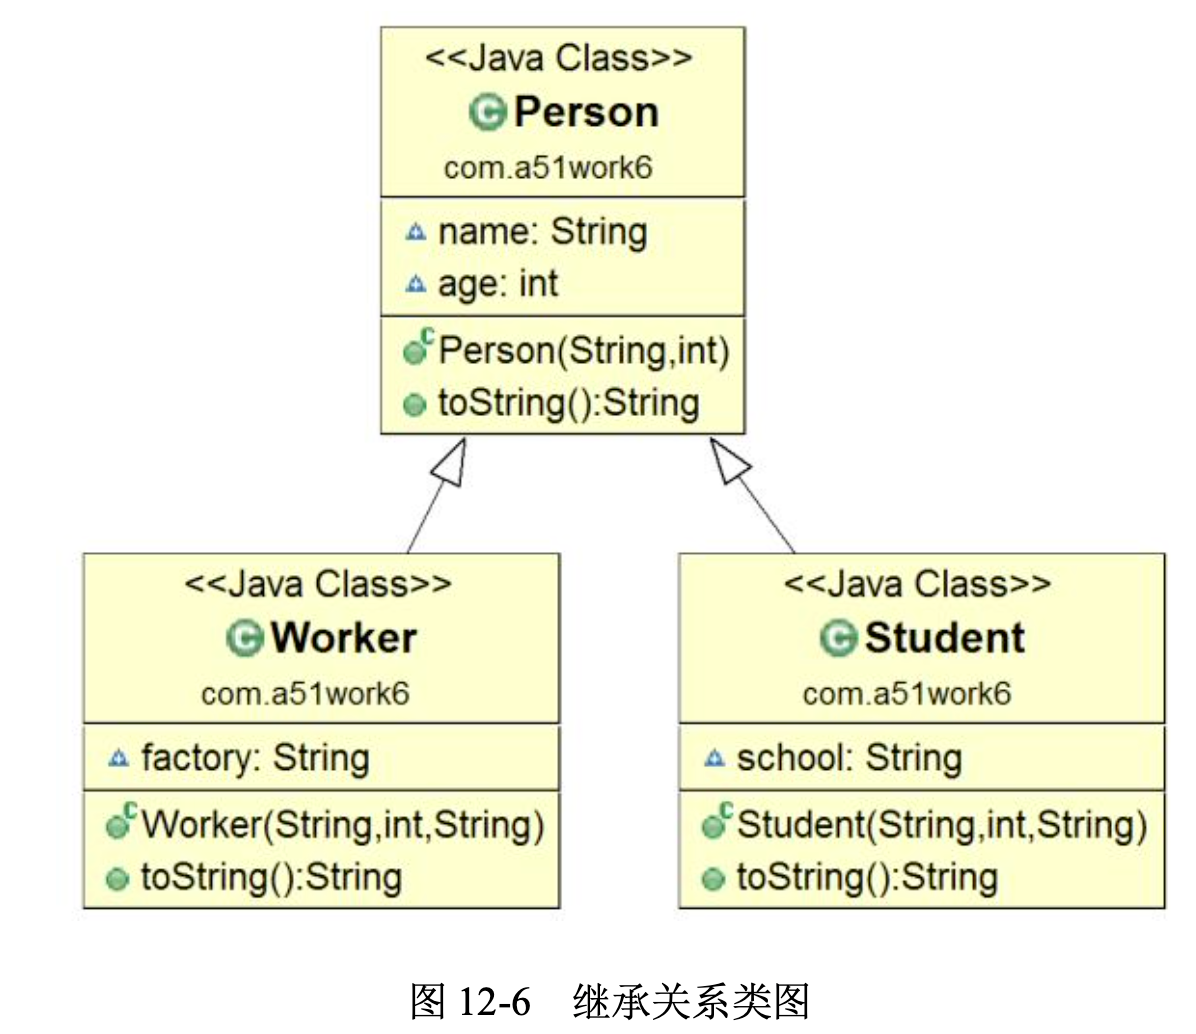 <<Java Class>>
Person
com.a51work6
name: String
age: int
Person(String,int)
toString():String
<<Java Class>>
Worker
com.a51work6
factory: String
Worker(String,int,String)
toString():String
<<Java Class>>
Student
com.a51work6
school: String
Student(String,int,String)
toString():String
图 12-6 继承关系类图